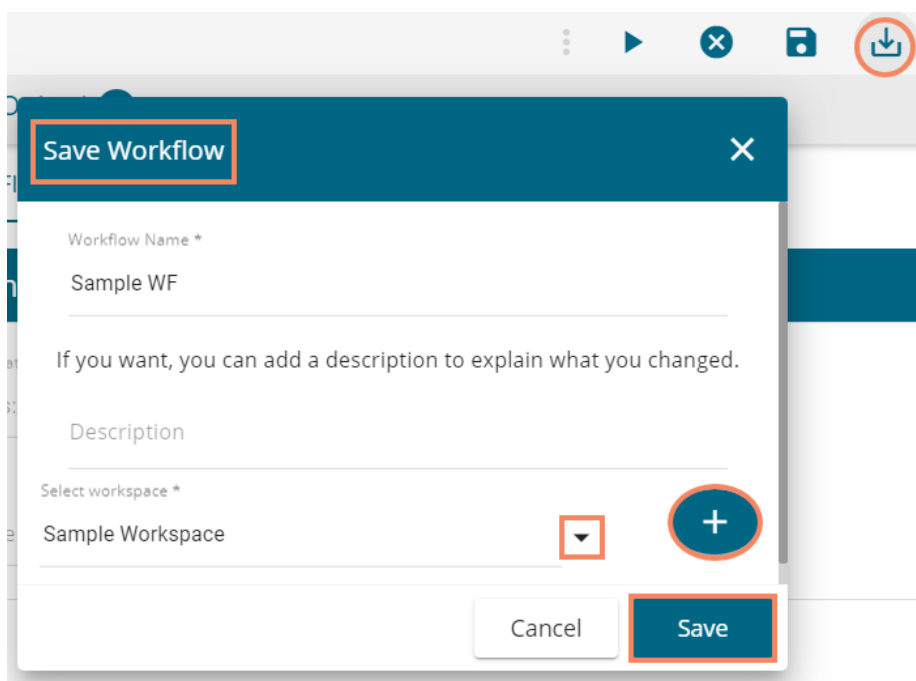 Save Workflow
Workflow Name *
Sample WF
If you want, you can add a description to explain what you changed.
Description
Select workspace *
Sample Workspace
Cancel
Save